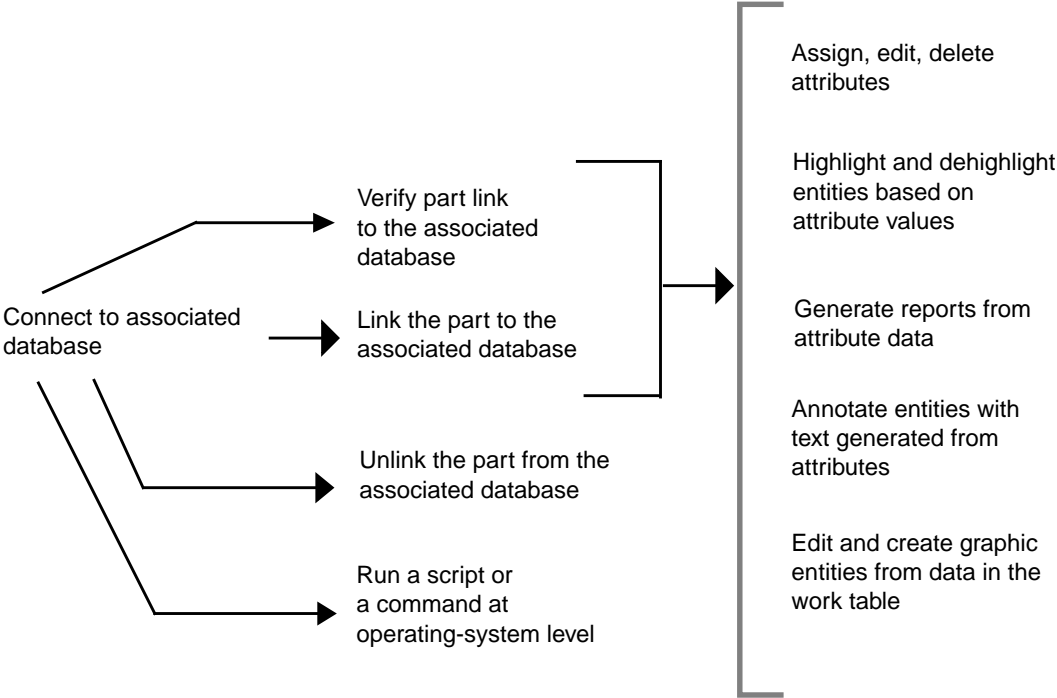 Connect to associated
database
Verify part link
to the associated
database
Link the part to the
associated database
Unlink the part from the
associated database
Run a script or
a command at
operating-system level
Assign, edit, delete
attributes
Highlight and dehighlight
entities based on
attribute values
Generate reports from
attribute data
Annotate entities with
text generated from
attributes
Edit and create graphic
entities from data in the
work table